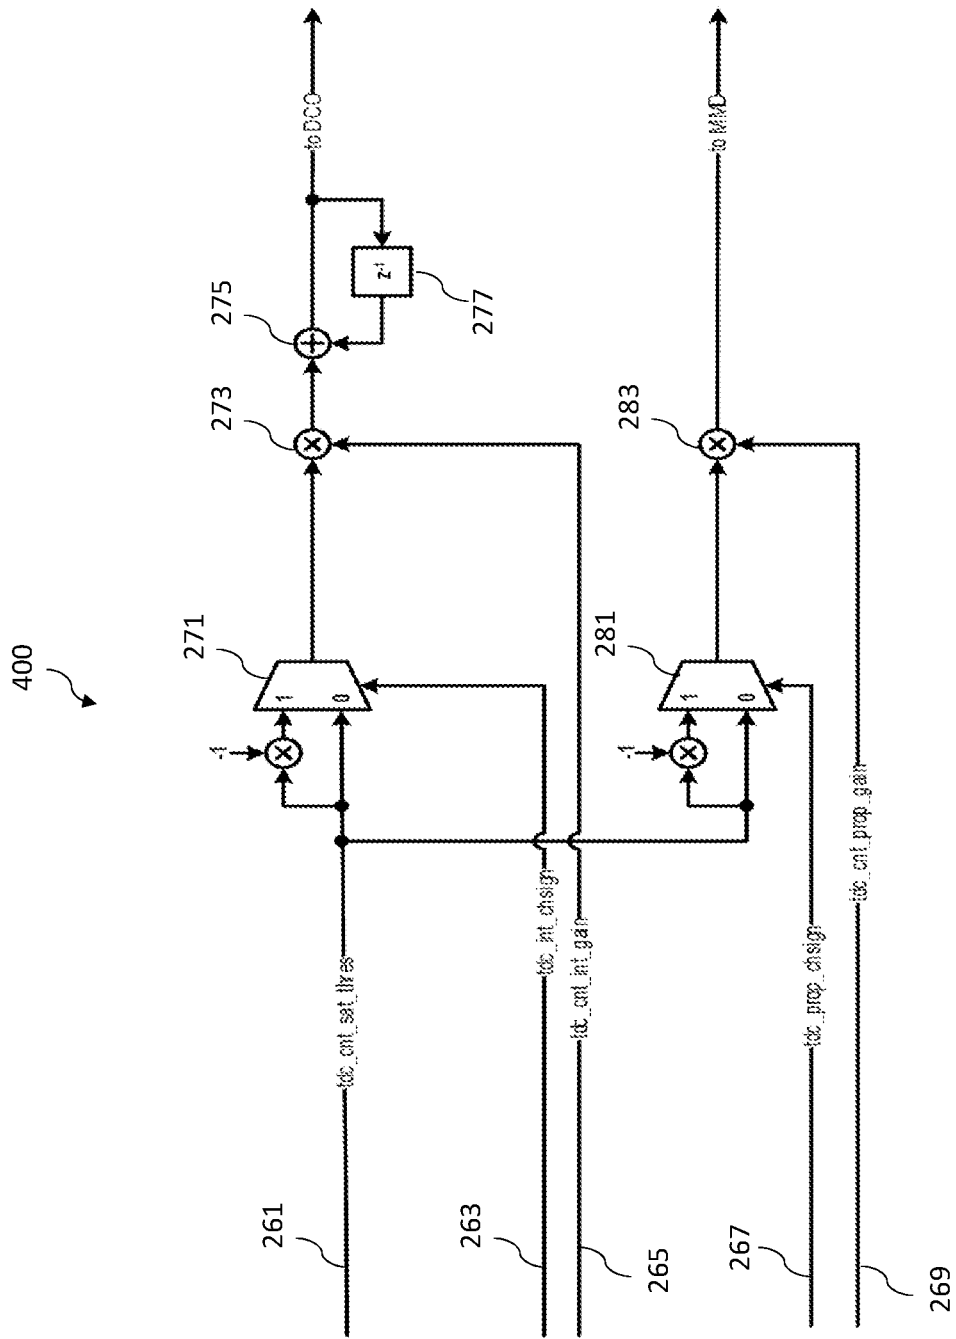 400
to DCO
to MMD
275
z-1
277
273
283
271
281
1
0
1
0
-1
-1
tdc_cnt_sat_thres
tdc_int_chsign
tdc_cnt_int_gain
tdc_prop_chsign
tdc_cnt_prop_gain
261
263
265
267
269